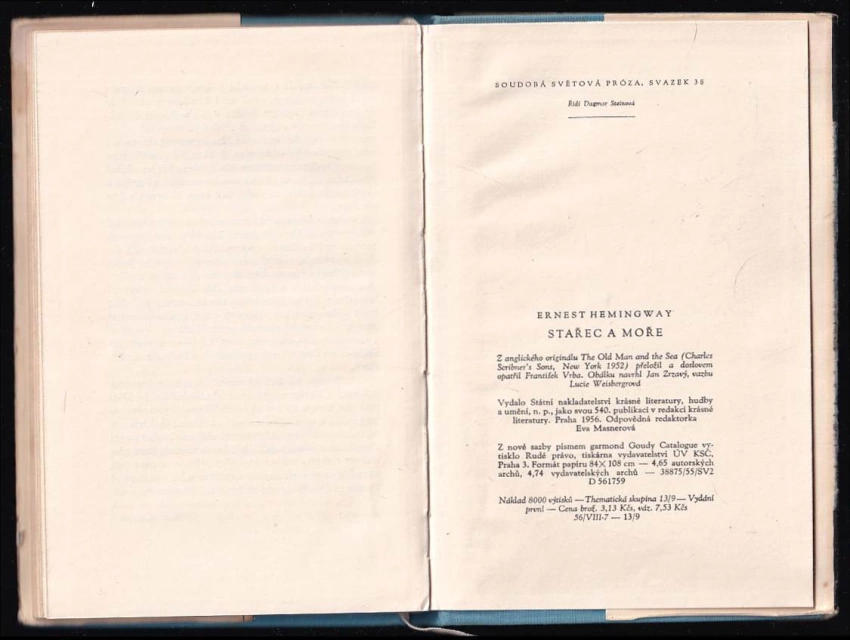 SOUDOBÁ SVĚTOVÁ PRÓZA, SVAZEK 38
Řídí Dagmar Steinová
ERNEST HEMINGWAY
STAŘEC A MOŘE
Z anglického originálu The Old Man and the Sea (Charles
Scribner's Sons, New York 1952) přeložil a doslovem
opatřil František Vrba. Obálku navrhl Jan Zrzavý, vazbu
Lucie Weisbergrová
Vydalo Státní nakladatelství krásné literatury, hudby
a umění, n. p., jako svou 540. publikaci v redakci krásné
literatury. Praha 1956. Odpovědná redaktorka
Eva Masnerová
Z nové sazby písmem garmond Goudy Catalogue vy-
tisklo Rudé právo, tiskárna vydavatelství ÚV KSČ,
Praha 3. Formát papíru 84×108 cm — 4,65 autorských
archů, 4,74 vydavatelských archů — 38875/55/SV2
D 561759
Náklad 8000 výtisků — Thematická skupina 13/9 — Vydání
první — Cena brož. 3,13 Kčs, váz. 7,53 Kčs
56/VIII-7 — 13/9